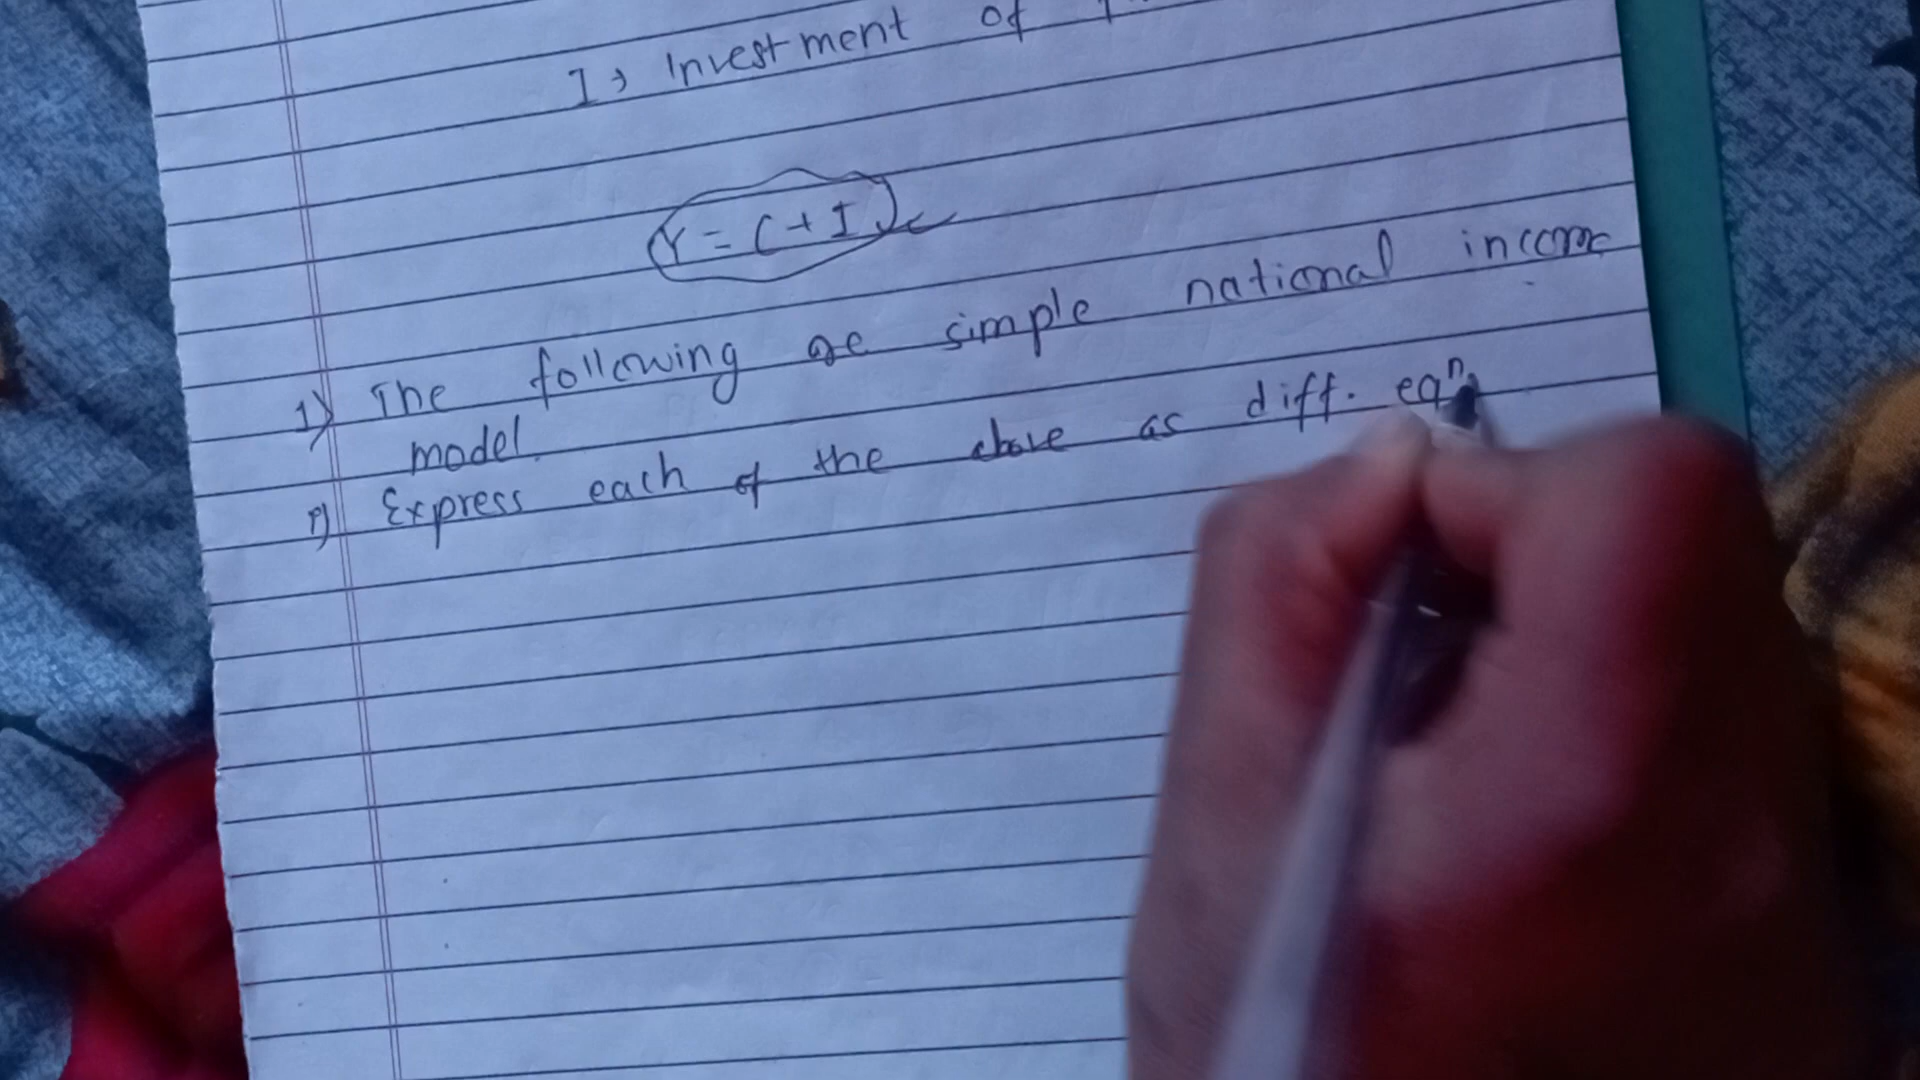 I → Investment of
Y = C + I
1) The following are simple national income
model.
i) Express each of the above as diff. eqⁿ